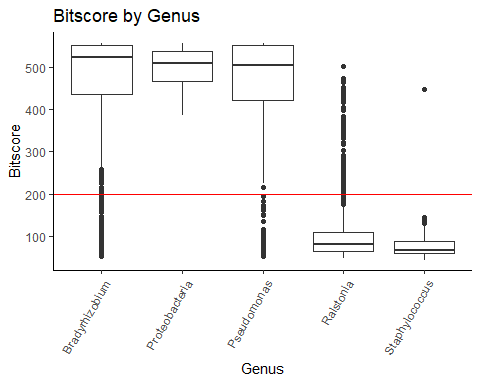 Bitscore by Genus
Bitscore
500
400
300
200
100
Bradyrhizobium
Proteobacteria
Pseudomonas
Ralstonia
Staphylococcus
Genus